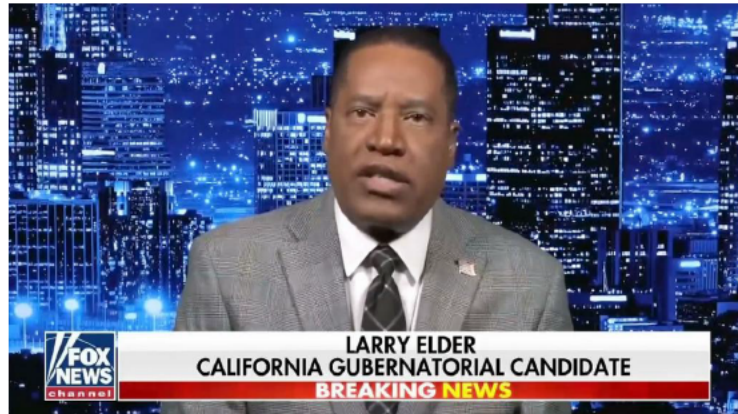 LARRY ELDER
CALIFORNIA GUBERNATORIAL CANDIDATE
FOX
NEWS
channel
BREAKING NEWS